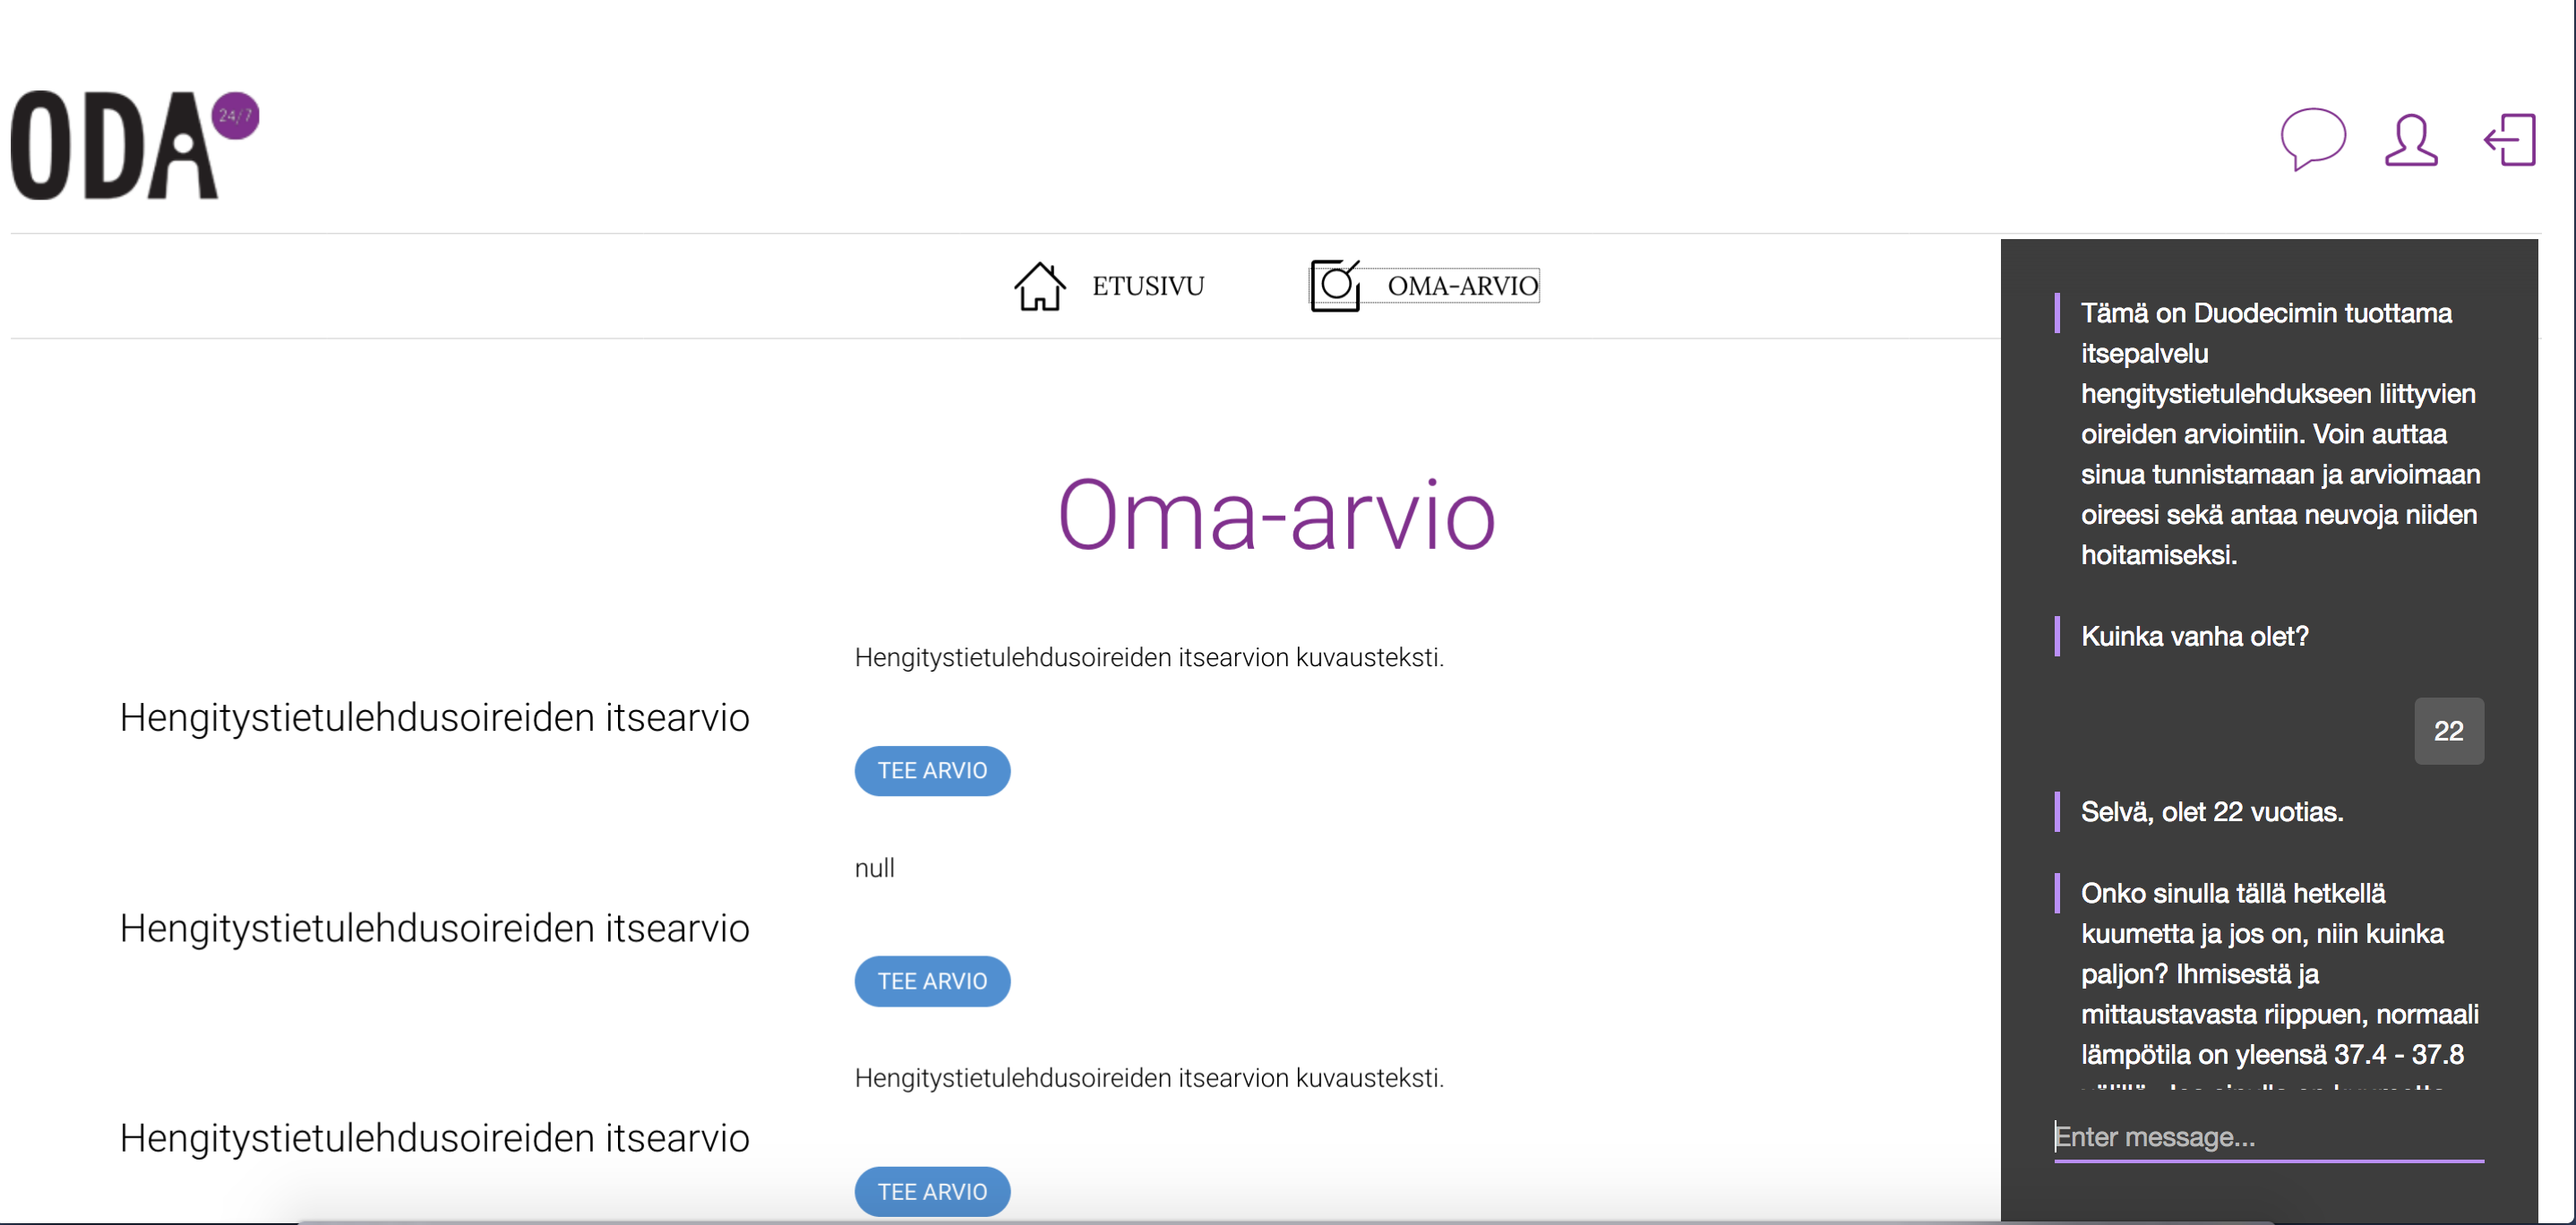 ODA
24/7
ETUSIVU
OMA-ARVIO
Oma-arvio
Hengitystietulehdusoireiden itsearvion kuvausteksti.
Hengitystietulehdusoireiden itsearvio
TEE ARVIO
null
Hengitystietulehdusoireiden itsearvio
TEE ARVIO
Hengitystietulehdusoireiden itsearvion kuvausteksti.
Hengitystietulehdusoireiden itsearvio
TEE ARVIO
Tämä on Duodecimin tuottama
itsepalvelu
hengitystietulehdukseen liittyvien
oireiden arviointiin. Voin auttaa
sinua tunnistamaan ja arvioimaan
oireesi sekä antaa neuvoja niiden
hoitamiseksi.
Kuinka vanha olet?
22
Selvä, olet 22 vuotias.
Onko sinulla tällä hetkellä
kuumetta ja jos on, niin kuinka
paljon? Ihmisestä ja
mittaustavasta riippuen, normaali
lämpötila on yleensä 37.4 - 37.8
Enter message...